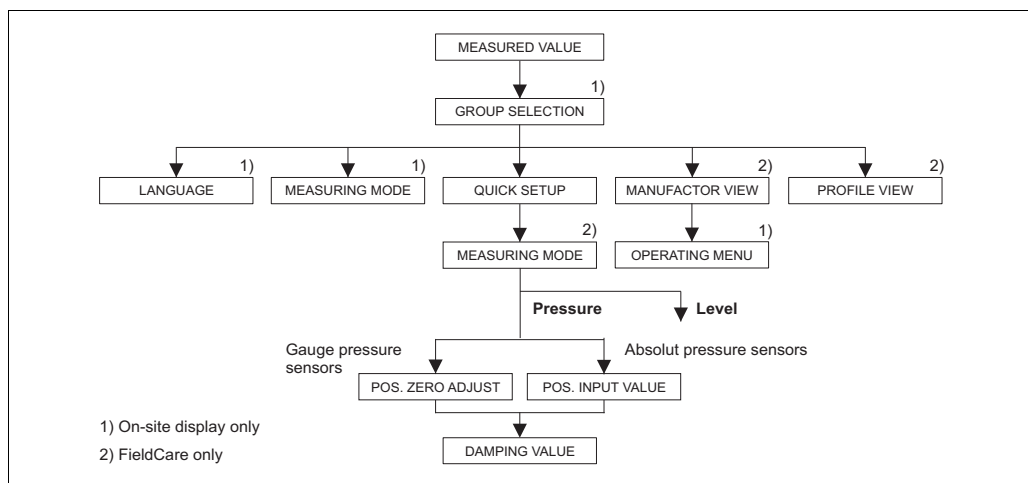 MEASURED VALUE
1)
GROUP SELECTION
1)
1)
2)
2)
LANGUAGE
MEASURING MODE
QUICK SETUP
MANUFACTOR VIEW
PROFILE VIEW
2)
1)
MEASURING MODE
OPERATING MENU
Pressure
Level
Gauge pressure
sensors
Absolut pressure sensors
POS. ZERO ADJUST
POS. INPUT VALUE
1) On-site display only
2) FieldCare only
DAMPING VALUE